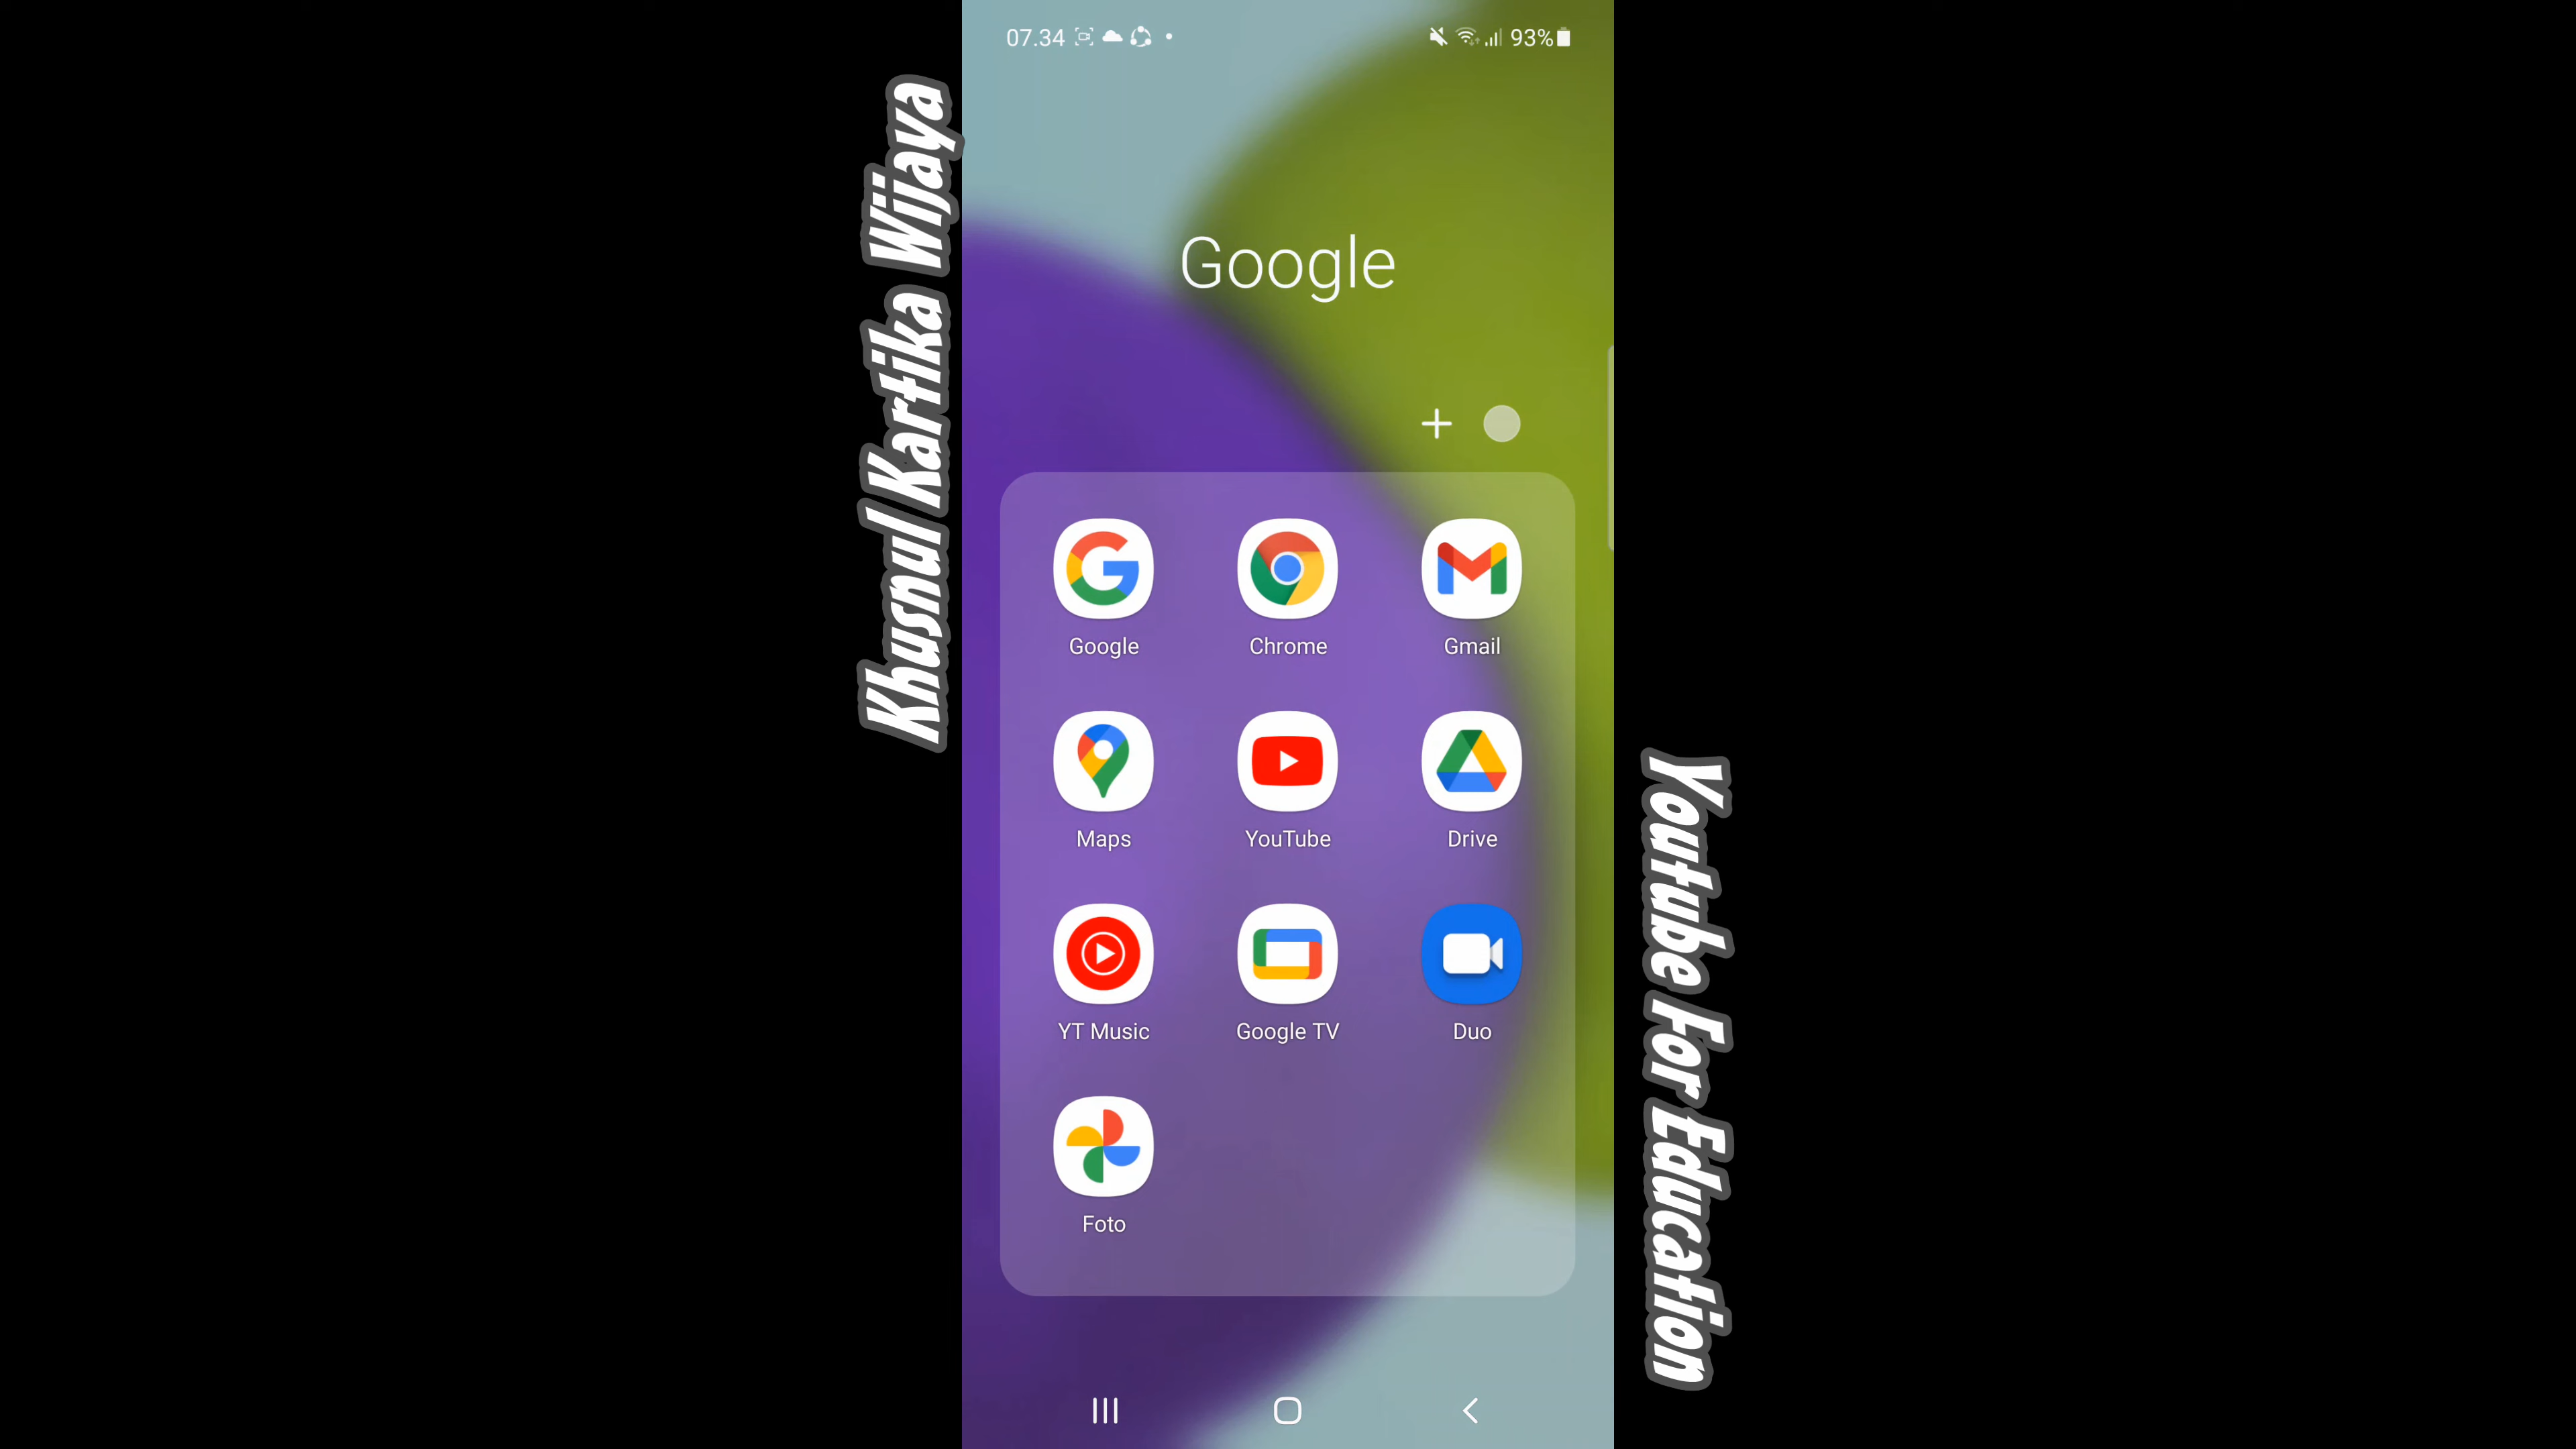 07.34
93%
Khusnul Kartika Wijaya
Google
Google
Chrome
Gmail
Maps
YouTube
Drive
YT Music
Google TV
Duo
Foto
Youtube For Education